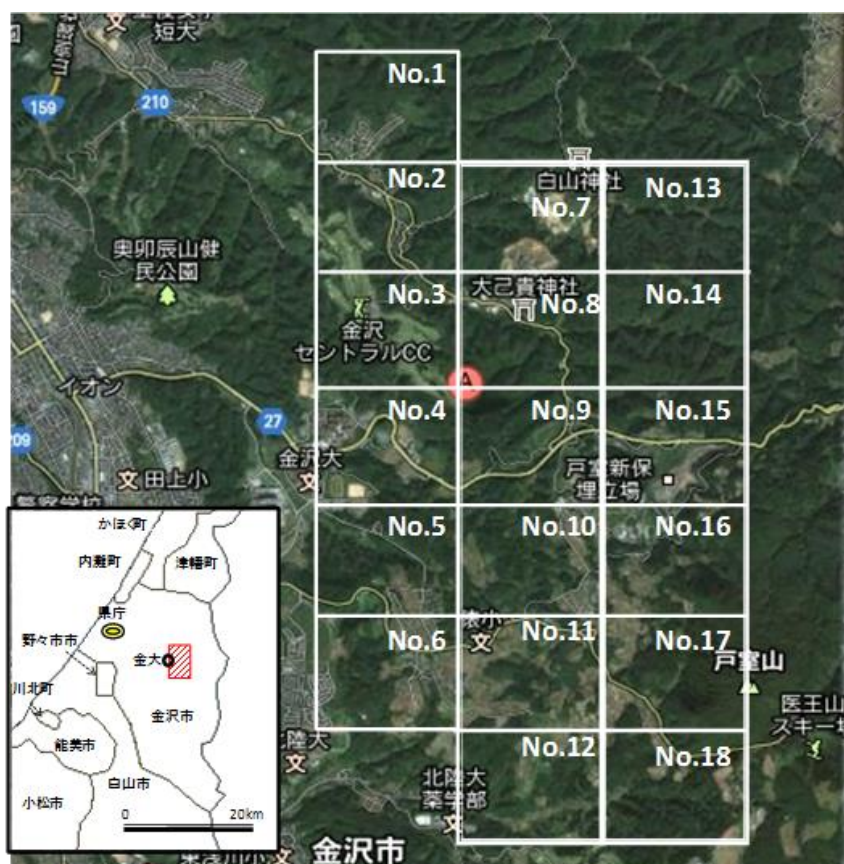 短大
159
210
No.1
No.2
白山神社
No.7
No.13
奥卯辰山健
民公園
No.3
大己貴神社
No.8
No.14
金沢
セントラルCC
A
イオン
27
No.4
No.9
No.15
209
金沢大
田上小
戸室新保
埋立場
No.5
No.10
No.16
かほく町
内灘町
津幡町
県庁
野々市市
金大
川北町
金沢市
能美市
白山市
小松市
0 20km
No.6
俵小
No.11
No.17
戸室山
医王山
スキー場
No.12
No.18
北陸大
薬学部
金沢市